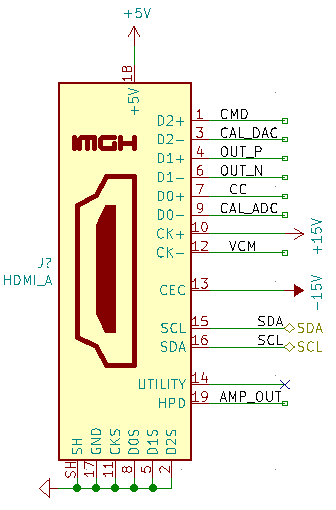 +5V
18
+5V
IMGH
J?
HDMI_A
D2+ 1 CMD
D2- 3 CAL_DAC
D1+ 4 OUT_P
D1- 6 OUT_N
D0+ 7 CC
D0- 9 CAL_ADC
CK+ 10 +15V
CK- 12 VCM
CEC 13 -15V
SCL 15 SDA SDA
SDA 16 SCL SCL
UTILITY 14
HPD 19 AMP_OUT
SH GND CKS D0S D1S D2S
SH 17 11 8 5 2